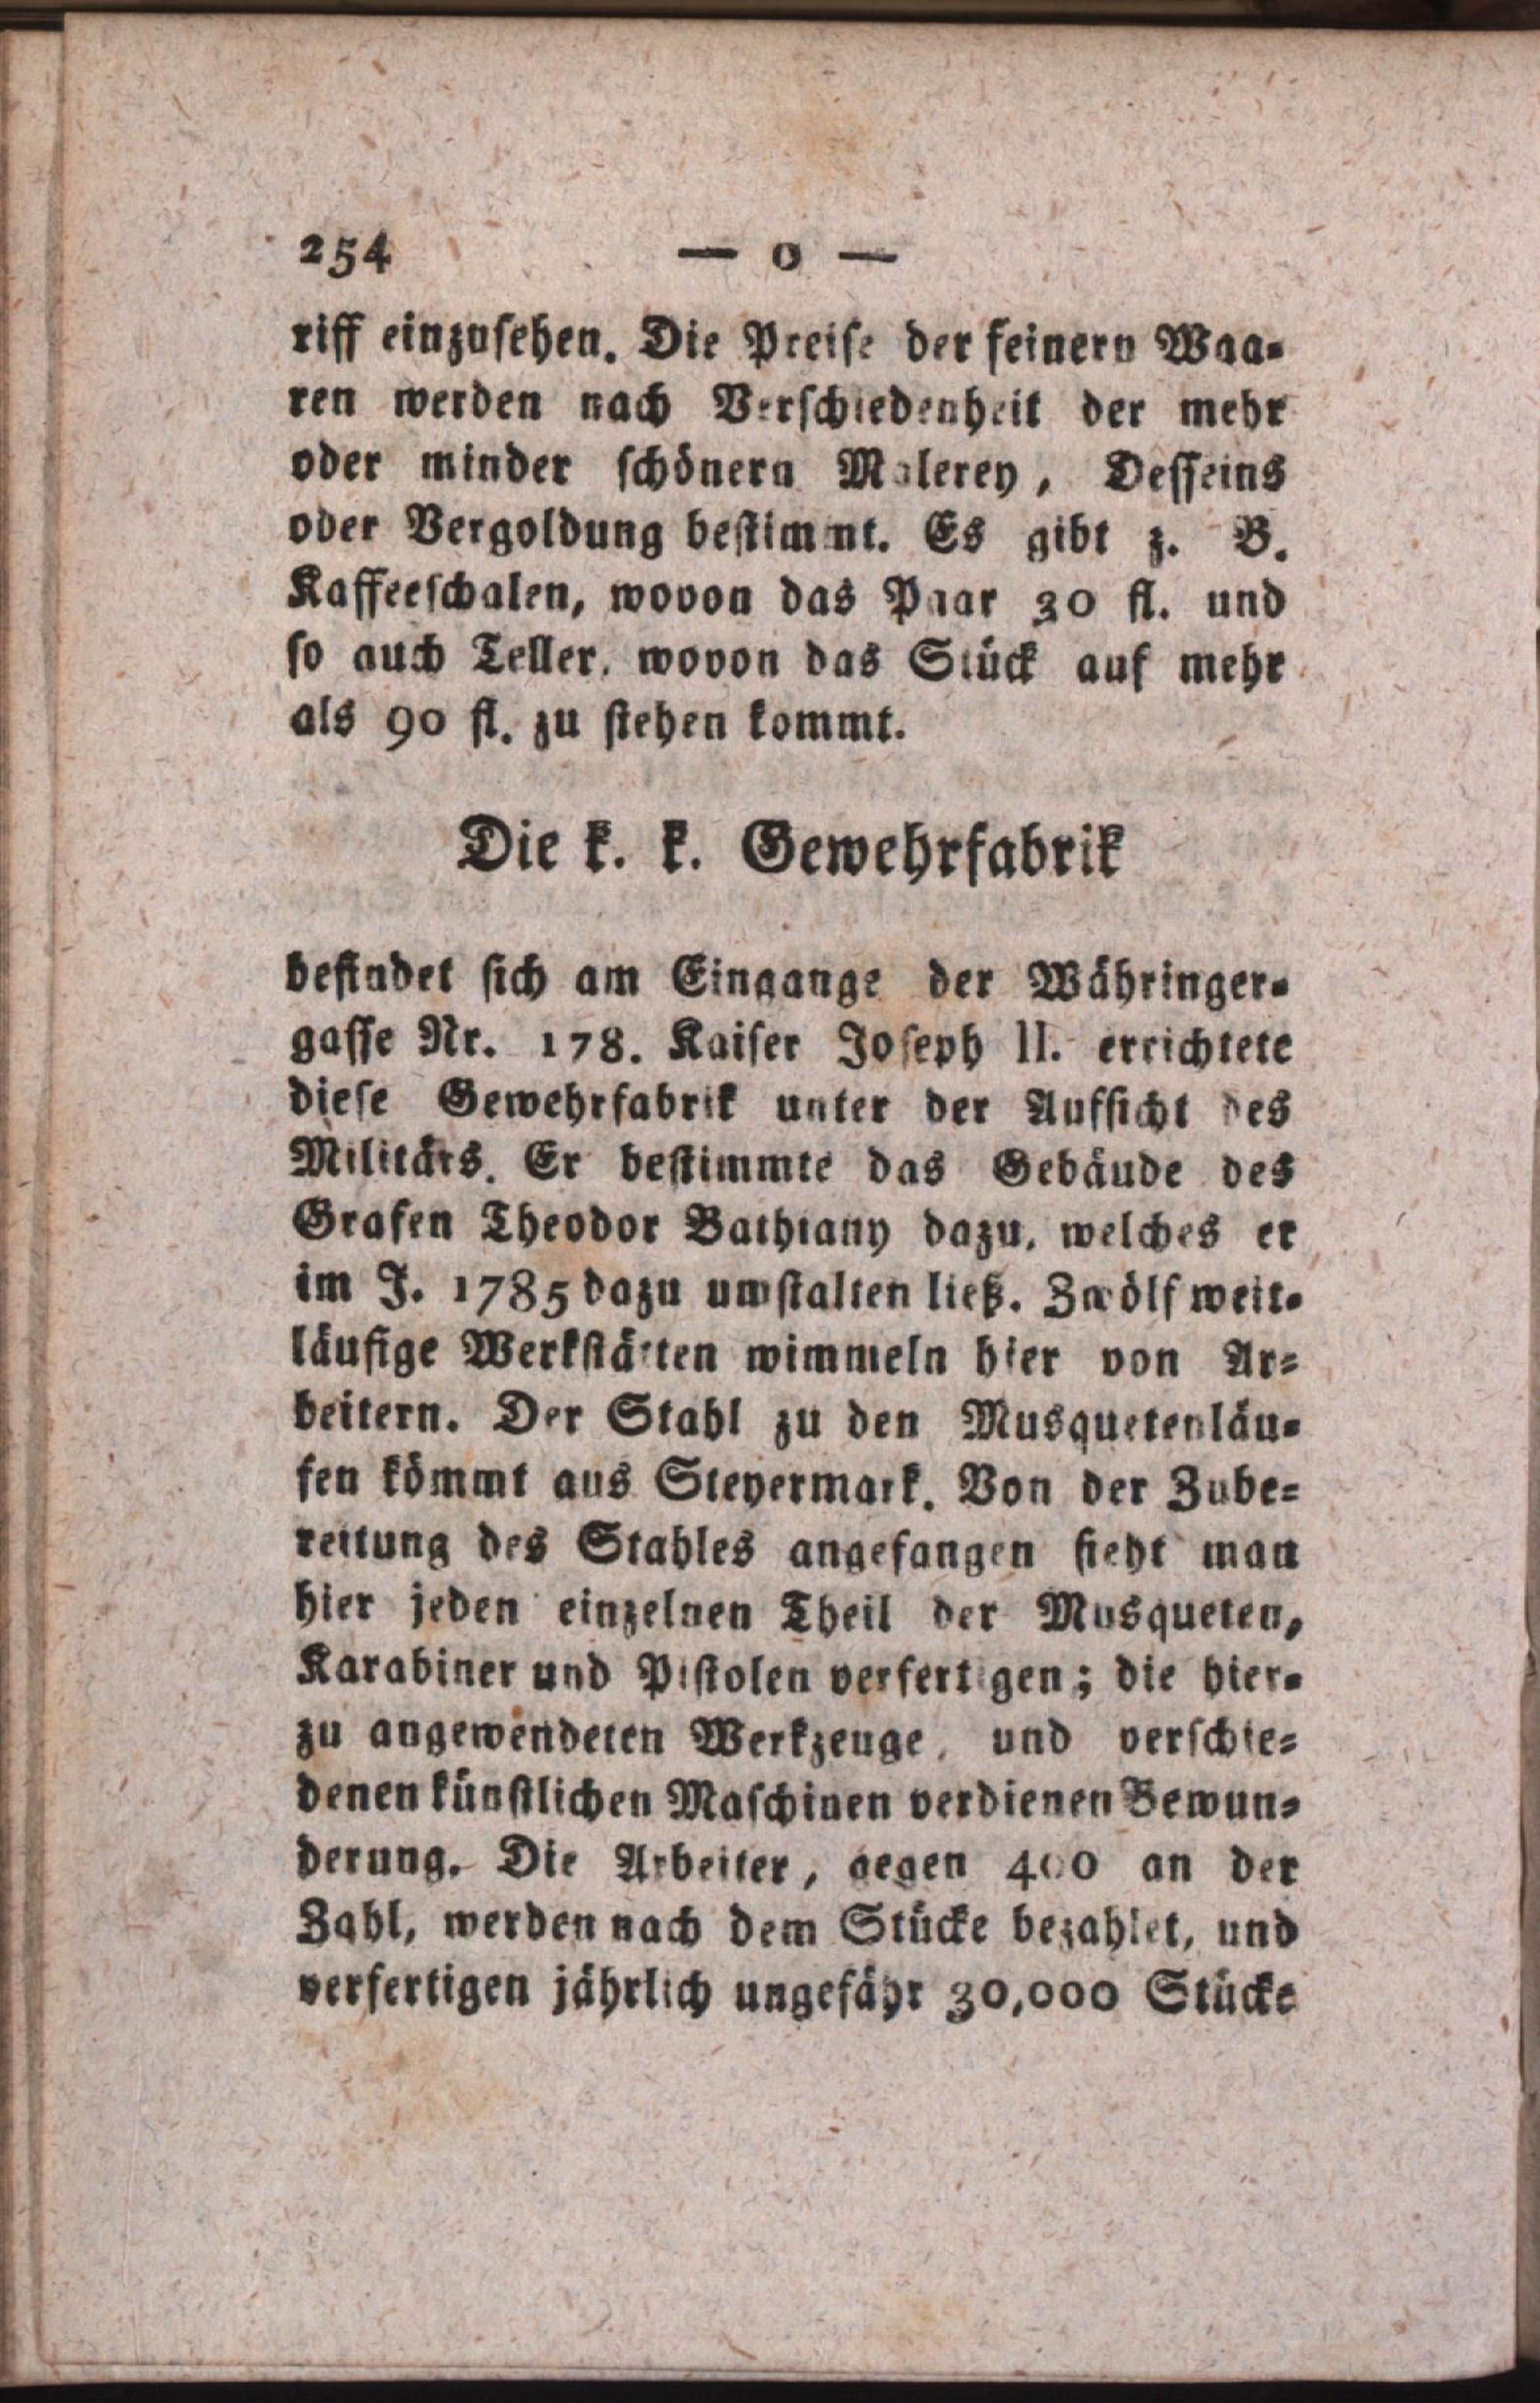 254 — o —
riff einzusehen. Die Preise der feinern Waa-
ren werden nach Verschiedenheit der mehr
oder minder schönern Malerey, Desseins
oder Vergoldung bestimmt. Es gibt z. B.
Kaffeeschalen, wovon das Paar 30 fl. und
so auch Teller, wovon das Stück auf mehr
als 90 fl. zu stehen kommt.
Die k. k. Gewehrfabrik
befindet sich am Eingange der Währinger-
gasse Nr. 178. Kaiser Joseph II. errichtete
diese Gewehrfabrik unter der Aufsicht des
Militärs. Er bestimmte das Gebäude des
Grafen Theodor Bathiany dazu, welches er
im J. 1785 dazu umstalten ließ. Zwölf weit-
läufige Werkstätten wimmeln hier von Ar-
beitern. Der Stahl zu den Musquetenläu-
fen kömmt aus Steyermark. Von der Zube-
reitung des Stahles angefangen sieht man
hier jeden einzelnen Theil der Musqueten,
Karabiner und Pistolen verfertigen; die hier-
zu angewendeten Werkzeuge, und verschie-
denen künstlichen Maschinen verdienen Bewun-
derung. Die Arbeiter, gegen 400 an der
Zahl, werden nach dem Stücke bezahlet, und
verfertigen jährlich ungefähr 30,000 Stücke